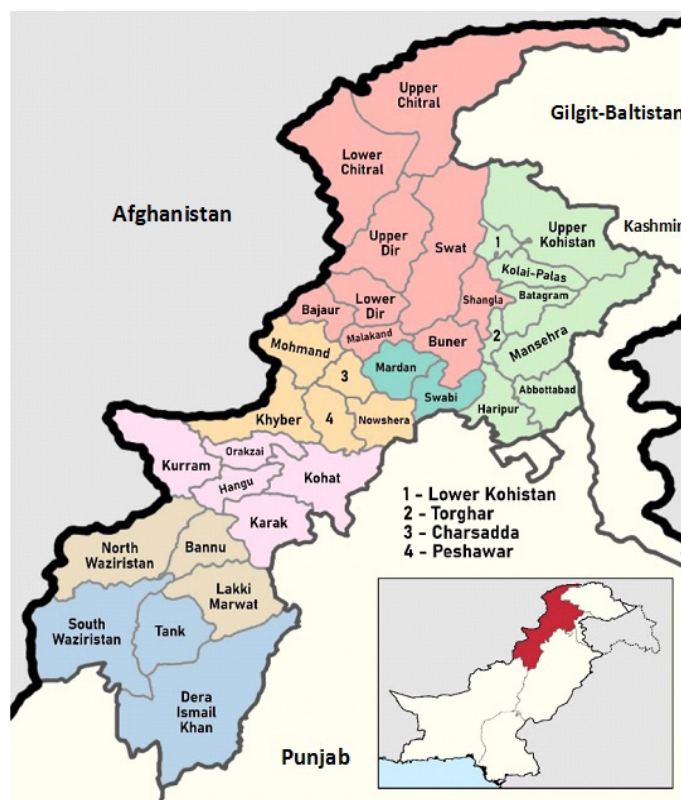 Upper
Chitral
Gilgit-Baltistan
Lower
Chitral
Afghanistan
Upper
Kohistan
Kashmir
1
Upper
Dir
Swat
Kolai-Palas
Batagram
Shangla
Lower
Dir
Bajaur
2
Mansehra
Malakand
Buner
Mohmand
Mardan
3
Abbottabad
Swabi
Haripur
Khyber
4
Nowshera
Orakzai
Kurram
Kohat
Hangu
Karak
1 - Lower Kohistan
2 - Torghar
3 - Charsadda
4 - Peshawar
North
Waziristan
Bannu
Lakki
Marwat
South
Waziristan
Tank
Dera
Ismail
Khan
Punjab